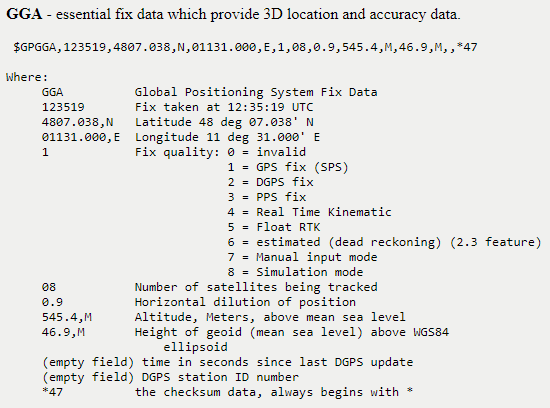 GGA - essential fix data which provide 3D location and accuracy data.
$GPGGA,123519,4807.038,N,01131.000,E,1,08,0.9,545.4,M,46.9,M,,*47
Where:
GGA Global Positioning System Fix Data
123519 Fix taken at 12:35:19 UTC
4807.038,N Latitude 48 deg 07.038' N
01131.000,E Longitude 11 deg 31.000' E
1 Fix quality: 0 = invalid
1 = GPS fix (SPS)
2 = DGPS fix
3 = PPS fix
4 = Real Time Kinematic
5 = Float RTK
6 = estimated (dead reckoning) (2.3 feature)
7 = Manual input mode
8 = Simulation mode
08 Number of satellites being tracked
0.9 Horizontal dilution of position
545.4,M Altitude, Meters, above mean sea level
46.9,M Height of geoid (mean sea level) above WGS84
ellipsoid
(empty field) time in seconds since last DGPS update
(empty field) DGPS station ID number
*47 the checksum data, always begins with *